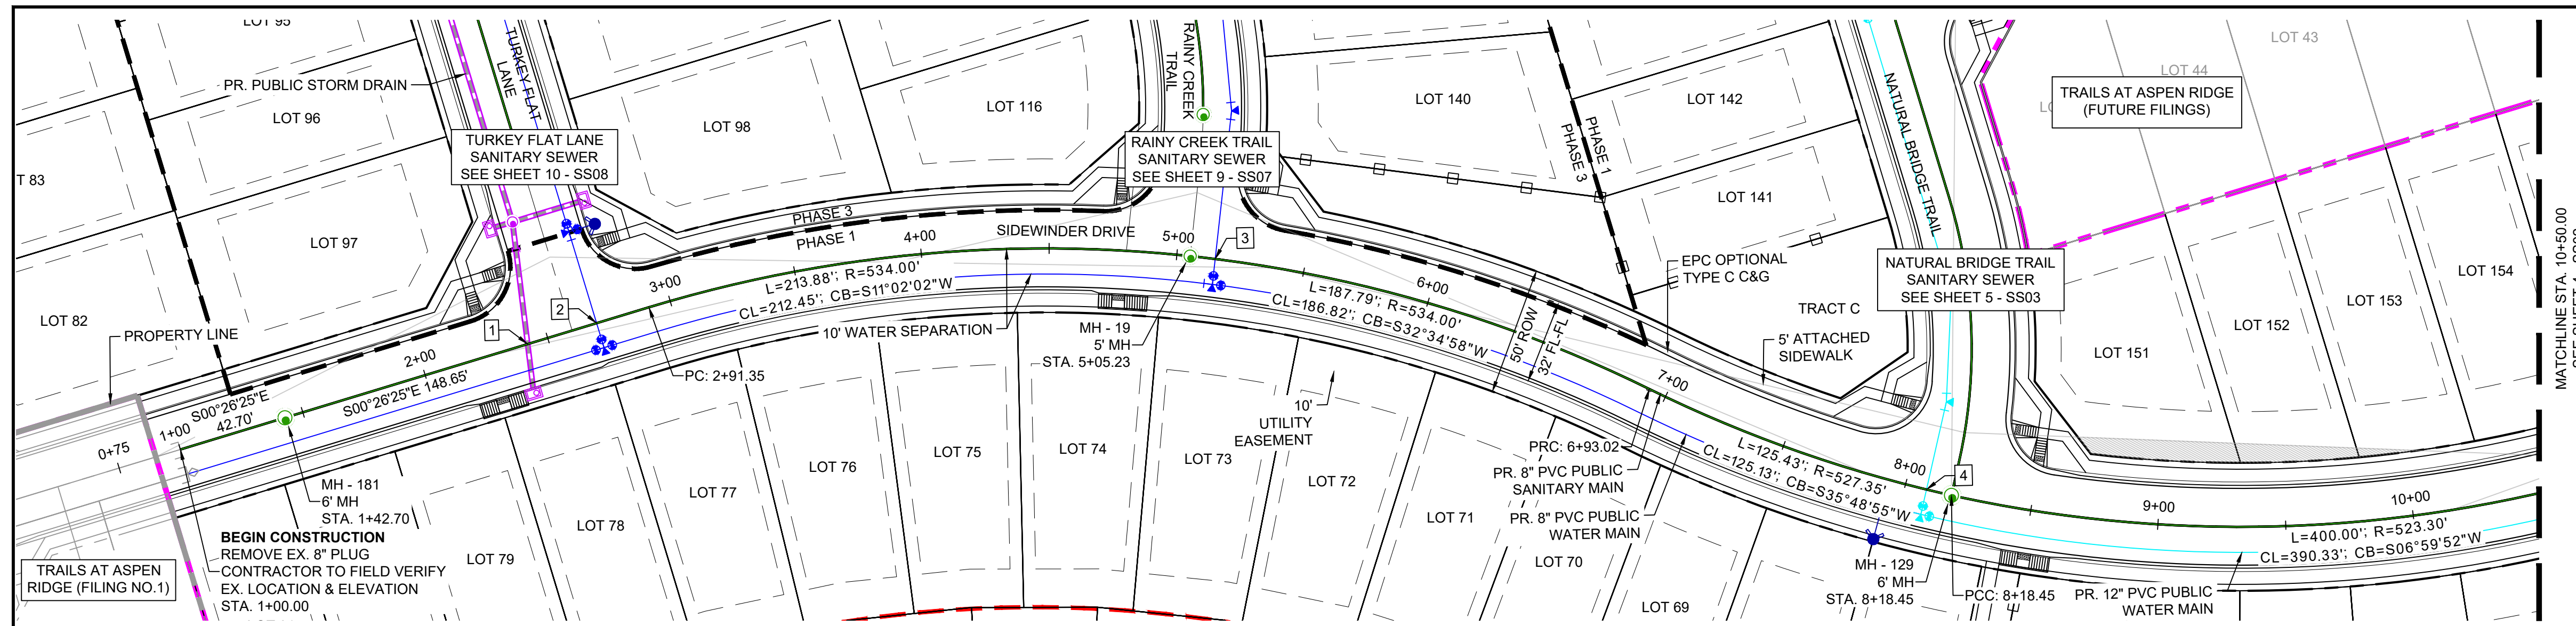 LOT 95
PR. PUBLIC STORM DRAIN
LOT 96
TURKEY FLAT
LANE
TURKEY FLAT LANE
SANITARY SEWER
SEE SHEET 10 - SS08
LOT 98
LOT 116
RAINY CREEK
TRAIL
RAINY CREEK TRAIL
SANITARY SEWER
SEE SHEET 9 - SS07
LOT 140
PHASE 1
PHASE 3
LOT 142
LOT 141
NATURAL BRIDGE TRAIL
LOT 43
LOT 44
TRAILS AT ASPEN RIDGE
(FUTURE FILINGS)
T 83
LOT 97
LOT 82
PROPERTY LINE
PHASE 3
PHASE 1
SIDEWINDER DRIVE
EPC OPTIONAL
TYPE C C&G
TRACT C
5' ATTACHED
SIDEWALK
NATURAL BRIDGE TRAIL
SANITARY SEWER
SEE SHEET 5 - SS03
LOT 151
LOT 152
LOT 153
LOT 154
MATCHLINE STA. 10+50.00
0+75
1+00
2+00
3+00
4+00
5+00
6+00
7+00
8+00
9+00
10+00
1
2
3
4
S00°26'25"E
42.70'
S00°26'25"E 148.65'
L=213.88'; R=534.00'
CL=212.45'; CB=S11°02'02"W
10' WATER SEPARATION
PC: 2+91.35
MH - 19
5' MH
STA. 5+05.23
L=187.79'; R=534.00'
CL=186.82'; CB=S32°34'58"W
50' ROW
32' FL-FL
10'
UTILITY
EASEMENT
PRC: 6+93.02
PR. 8" PVC PUBLIC
SANITARY MAIN
PR. 8" PVC PUBLIC
WATER MAIN
L=125.43'; R=527.35'
CL=125.13'; CB=S35°48'55"W
MH - 129
6' MH
STA. 8+18.45
PCC: 8+18.45
PR. 12" PVC PUBLIC
WATER MAIN
L=400.00'; R=523.30'
CL=390.33'; CB=S06°59'52"W
MH - 181
6' MH
STA. 1+42.70
BEGIN CONSTRUCTION
REMOVE EX. 8" PLUG
CONTRACTOR TO FIELD VERIFY
EX. LOCATION & ELEVATION
STA. 1+00.00
TRAILS AT ASPEN
RIDGE (FILING NO.1)
LOT 79
LOT 78
LOT 77
LOT 76
LOT 75
LOT 74
LOT 73
LOT 72
LOT 71
LOT 70
LOT 69